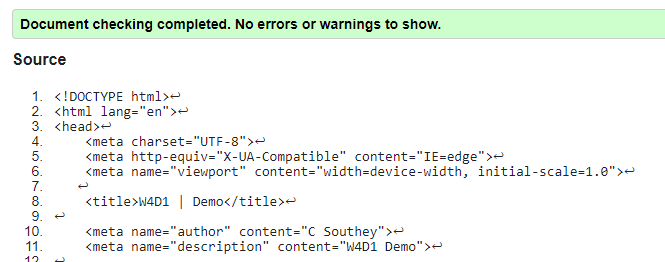 Document checking completed. No errors or warnings to show.
Source
1. <!DOCTYPE html>↩
2. <html lang="en">↩
3. <head>↩
4.     <meta charset="UTF-8">↩
5.     <meta http-equiv="X-UA-Compatible" content="IE=edge">↩
6.     <meta name="viewport" content="width=device-width, initial-scale=1.0">↩
7.    ↩
8.     <title>W4D1 | Demo</title>↩
9. ↩
10.     <meta name="author" content="C Southey">↩
11.     <meta name="description" content="W4D1 Demo">↩
12. ↩